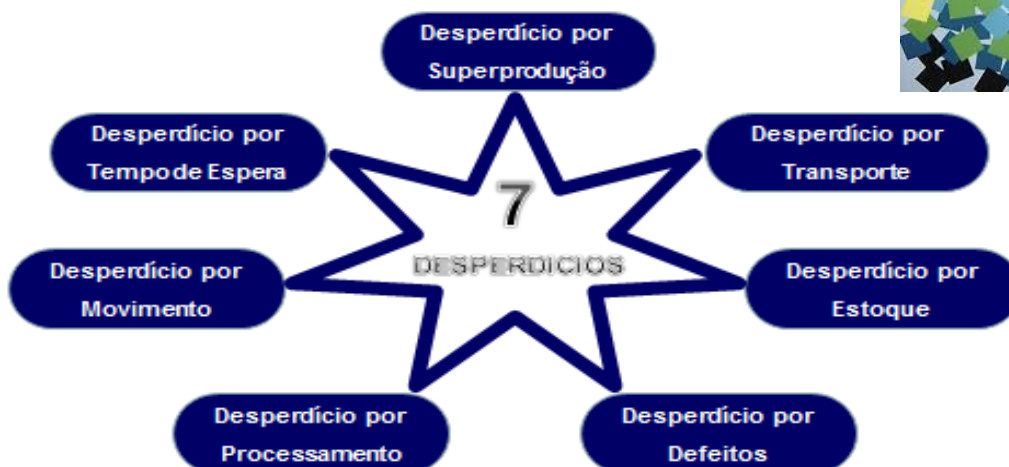 Desperdício por
Superprodução
Desperdício por
Tempo de Espera
Desperdício por
Transporte
7
DESPERDICIOS
Desperdício por
Movimento
Desperdício por
Estoque
Desperdício por
Processamento
Desperdício por
Defeitos